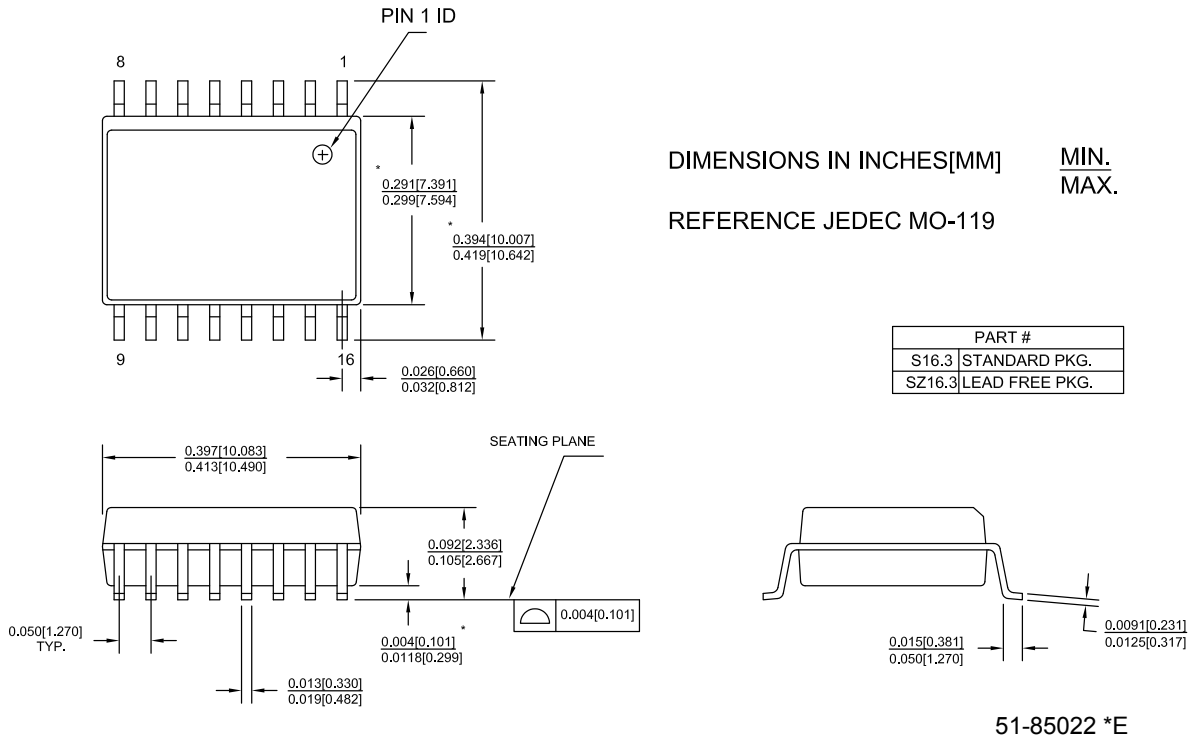 PIN 1 ID
8
1
*
0.291[7.391]
0.299[7.594]
*
0.394[10.007]
0.419[10.642]
DIMENSIONS IN INCHES[MM]
MIN.
MAX.
REFERENCE JEDEC MO-119
9
16
0.026[0.660]
0.032[0.812]
PART #
S16.3 STANDARD PKG.
SZ16.3 LEAD FREE PKG.
0.397[10.083]
0.413[10.490]
SEATING PLANE
0.092[2.336]
0.105[2.667]
0.004[0.101]
0.050[1.270]
TYP.
*
0.004[0.101]
0.0118[0.299]
0.013[0.330]
0.019[0.482]
0.015[0.381]
0.050[1.270]
0.0091[0.231]
0.0125[0.317]
51-85022 *E